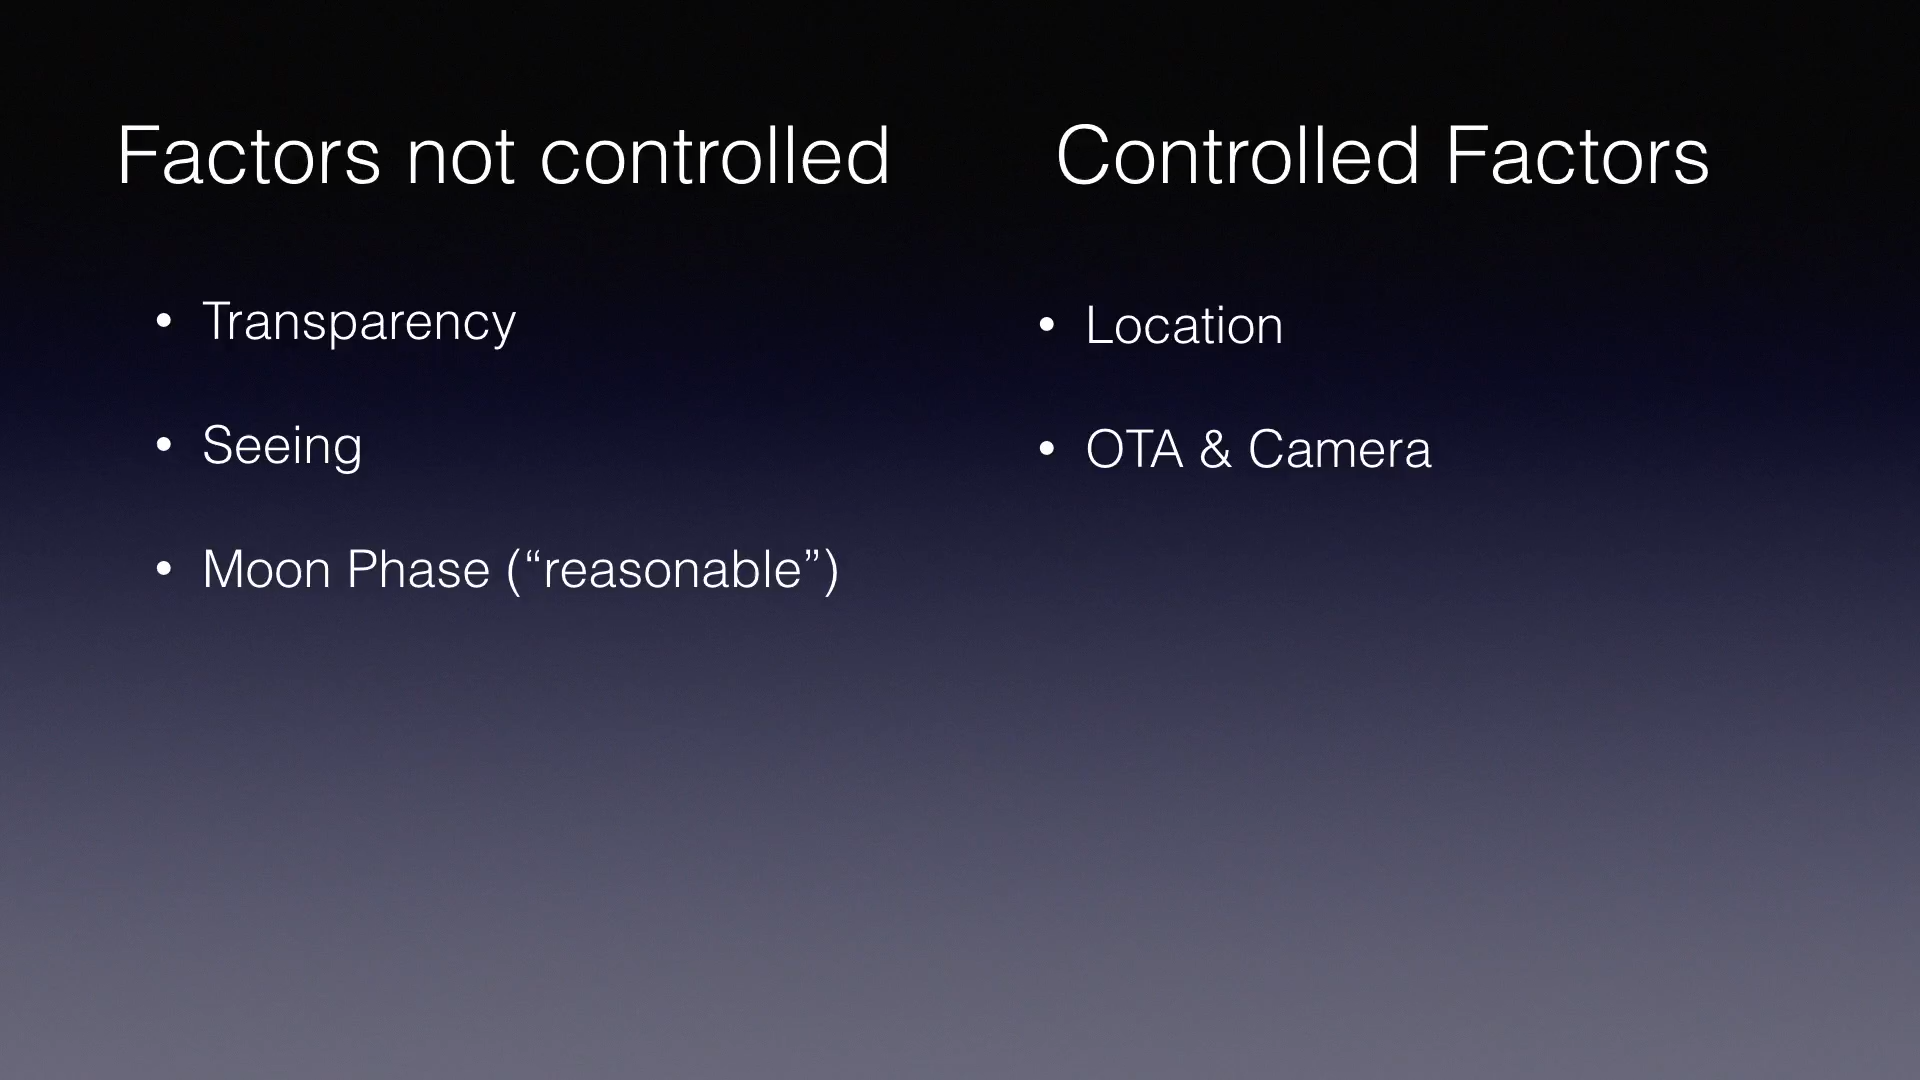 Factors not controlled
• Transparency
• Seeing
• Moon Phase (“reasonable”)
Controlled Factors
• Location
• OTA & Camera